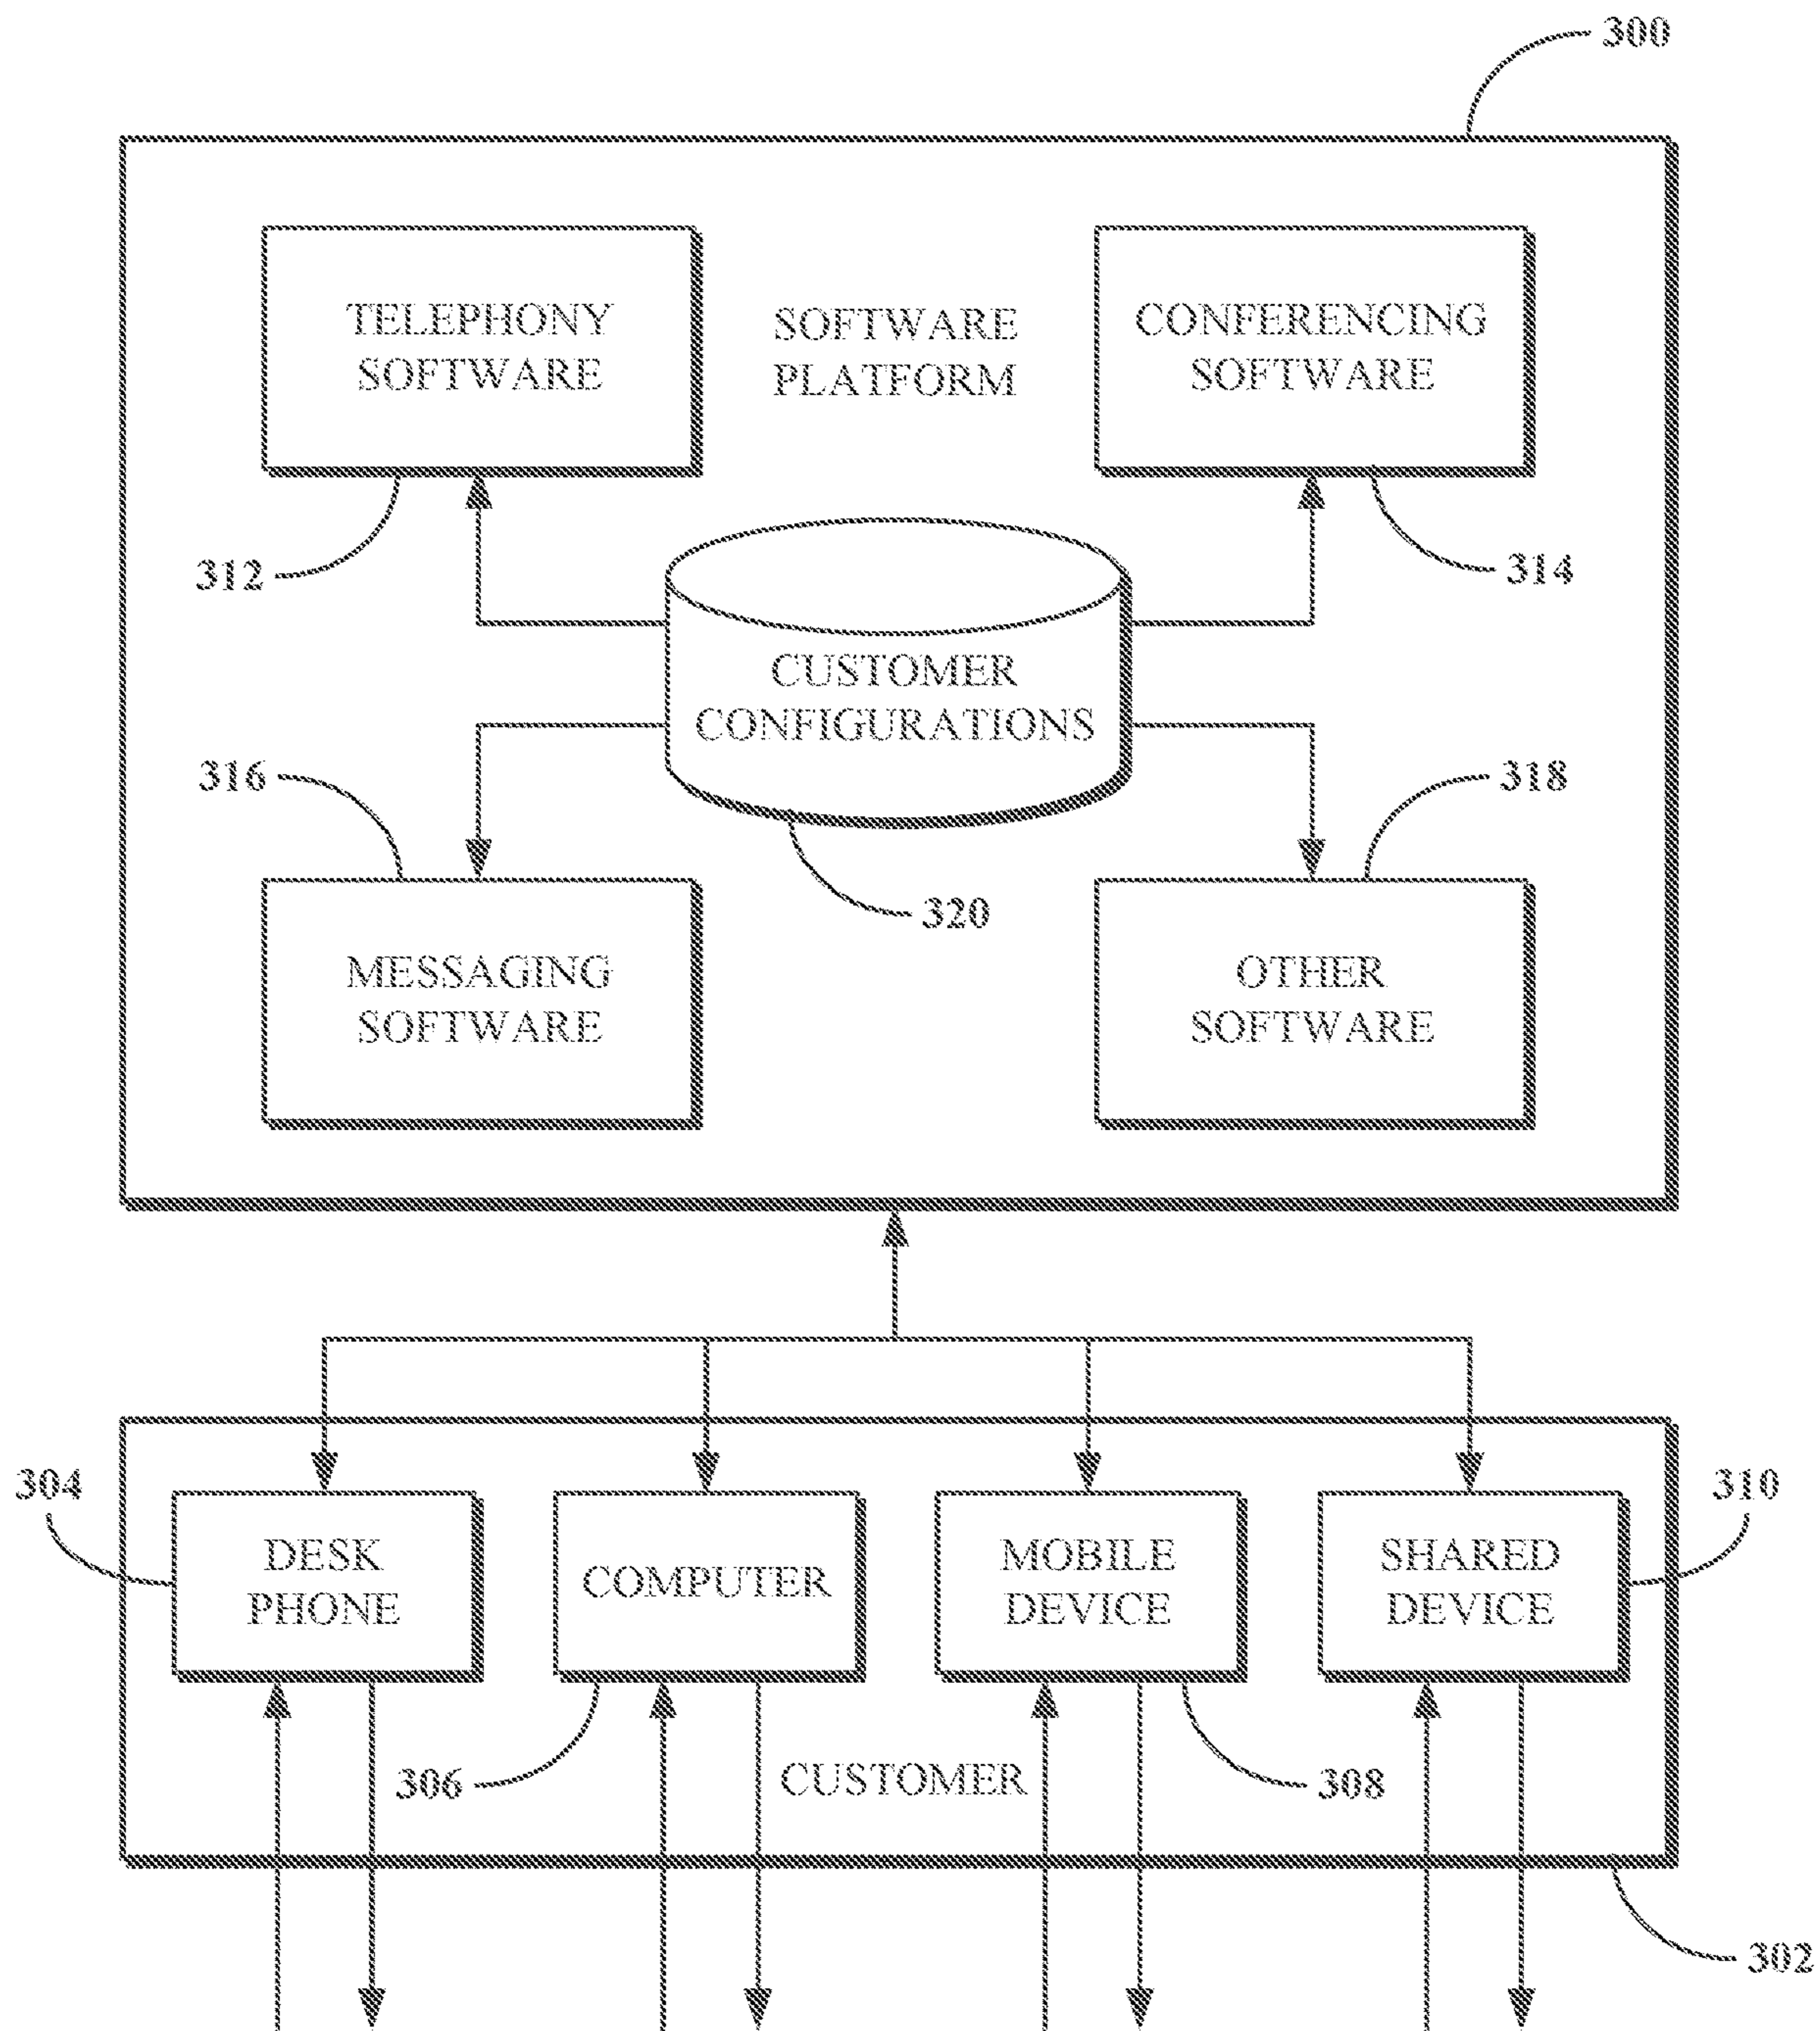 300
TELEPHONY
SOFTWARE
SOFTWARE
PLATFORM
CONFERENCING
SOFTWARE
312
314
CUSTOMER
CONFIGURATIONS
316
318
320
MESSAGING
SOFTWARE
OTHER
SOFTWARE
304
310
DESK
PHONE
COMPUTER
MOBILE
DEVICE
SHARED
DEVICE
306
CUSTOMER
308
302